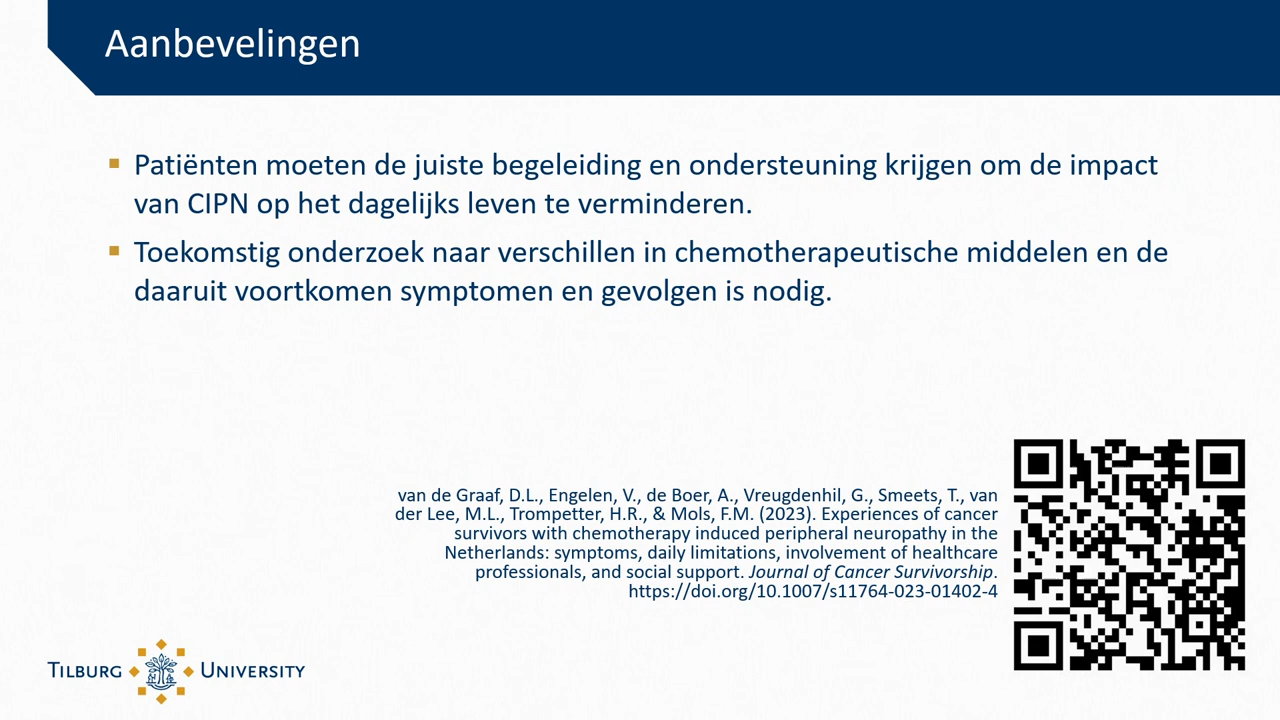 Aanbevelingen
Patiënten moeten de juiste begeleiding en ondersteuning krijgen om de impact
van CIPN op het dagelijks leven te verminderen.
Toekomstig onderzoek naar verschillen in chemotherapeutische middelen en de
daaruit voortkomen symptomen en gevolgen is nodig.
van de Graaf, D.L., Engelen, V., de Boer, A., Vreugdenhil, G., Smeets, T., van
der Lee, M.L., Trompetter, H.R., & Mols, F.M. (2023). Experiences of cancer
survivors with chemotherapy induced peripheral neuropathy in the
Netherlands: symptoms, daily limitations, involvement of healthcare
professionals, and social support. Journal of Cancer Survivorship.
https://doi.org/10.1007/s11764-023-01402-4
TILBURG UNIVERSITY